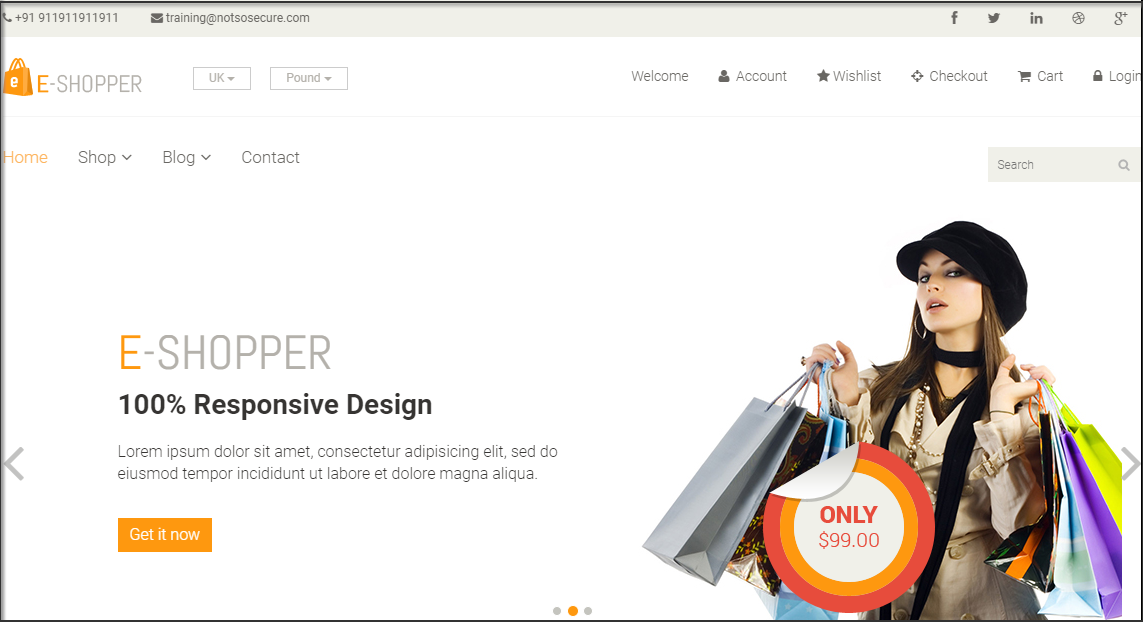 +91 911911911911 training@notsosecure.com
E-SHOPPER UK Pound Welcome Account Wishlist Checkout Cart Login
Home Shop Blog Contact Search
E-SHOPPER
100% Responsive Design
Lorem ipsum dolor sit amet, consectetur adipisicing elit, sed do
eiusmod tempor incididunt ut labore et dolore magna aliqua.
Get it now
ONLY
$99.00